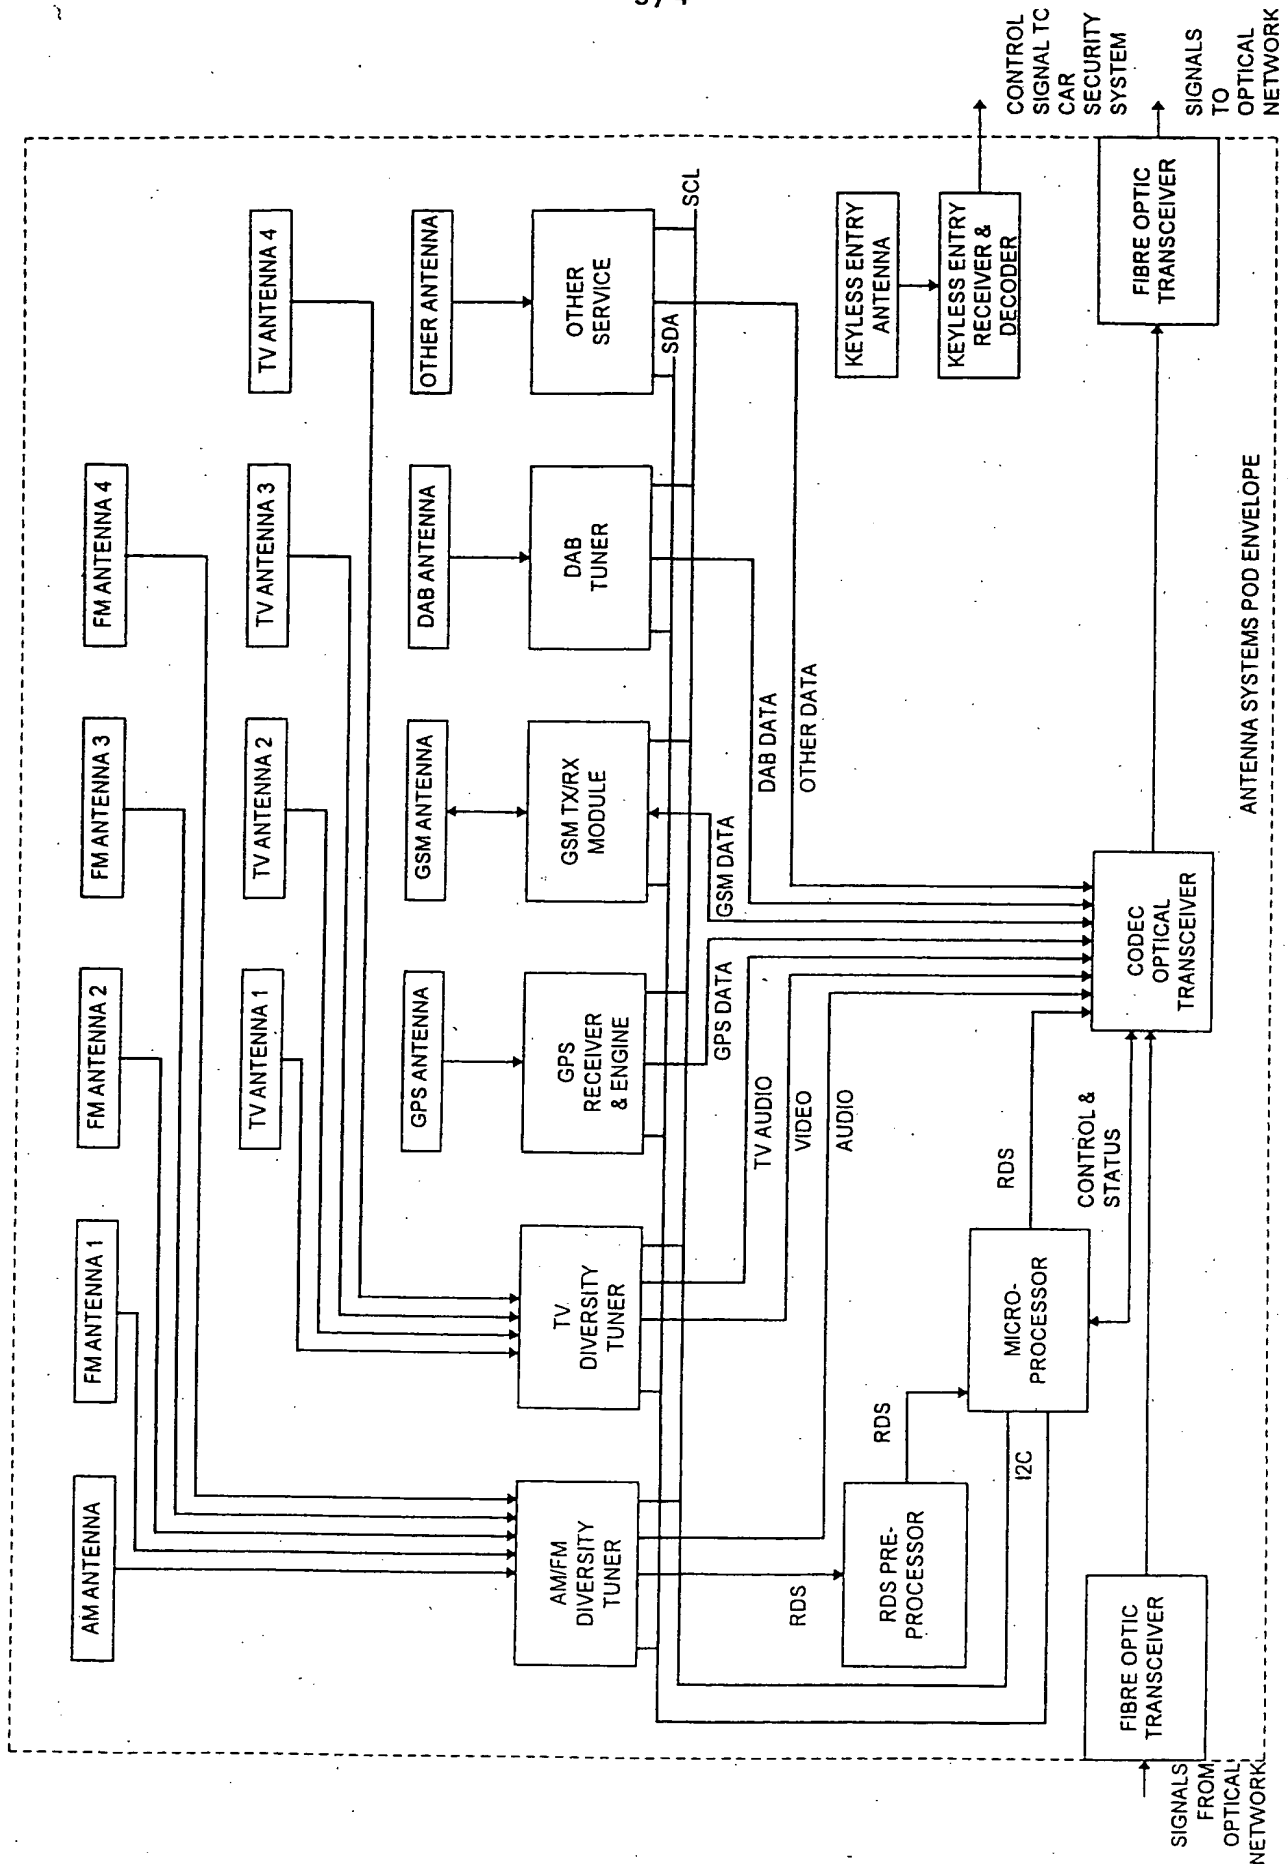 AM ANTENNA
FM ANTENNA 1
FM ANTENNA 2
FM ANTENNA 3
FM ANTENNA 4
TV ANTENNA 1
TV ANTENNA 2
TV ANTENNA 3
TV ANTENNA 4
GPS ANTENNA
GSM ANTENNA
DAB ANTENNA
OTHER ANTENNA
AM/FM
DIVERSITY
TUNER
TV
DIVERSITY
TUNER
GPS
RECEIVER
& ENGINE
GSM TX/RX
MODULE
DAB
TUNER
OTHER
SERVICE
SDA
SCL
GPS DATA
GSM DATA
DAB DATA
OTHER DATA
TV AUDIO
VIDEO
AUDIO
RDS
RDS PRE-
PROCESSOR
RDS
I2C
MICRO-
PROCESSOR
RDS
CONTROL &
STATUS
KEYLESS ENTRY
ANTENNA
KEYLESS ENTRY
RECEIVER &
DECODER
CONTROL
SIGNAL TC
CAR
SECURITY
SYSTEM
SIGNALS
FROM
OPTICAL
NETWORK
FIBRE OPTIC
TRANSCEIVER
CODEC
OPTICAL
TRANSCEIVER
FIBRE OPTIC
TRANSCEIVER
SIGNALS
TO
OPTICAL
NETWORK
ANTENNA SYSTEMS POD ENVELOPE